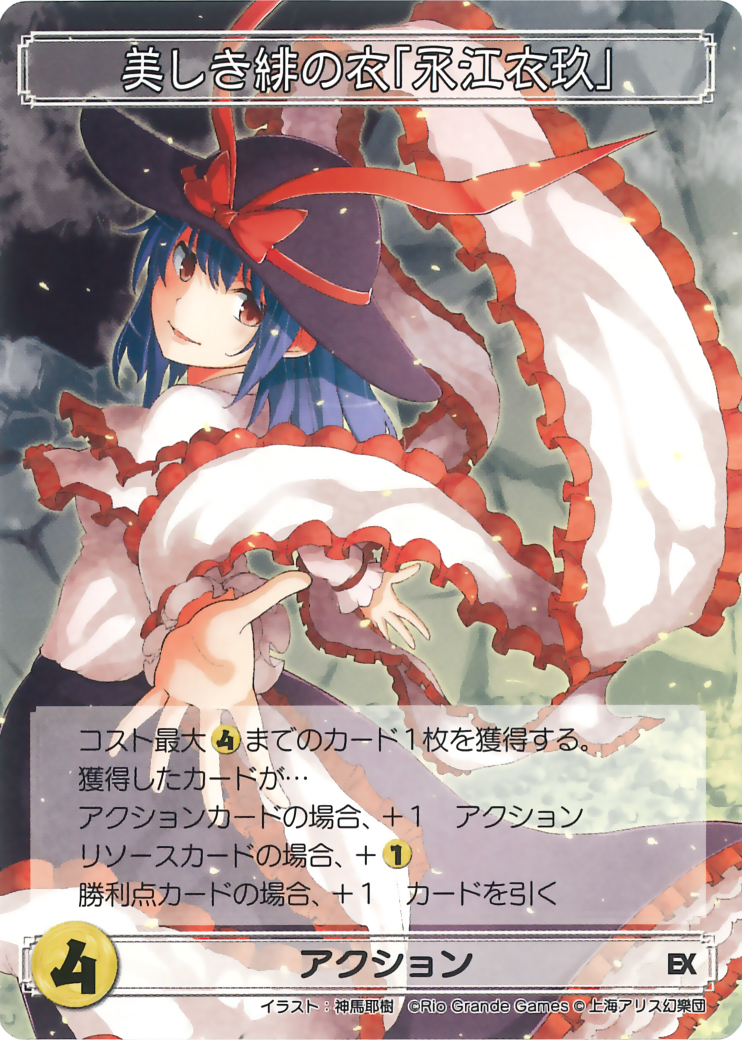 美しき緋の衣「永江衣玖」
コスト最大4までのカード1枚を獲得する。
獲得したカードが…
アクションカードの場合、+1 アクション
リソースカードの場合、+1
勝利点カードの場合、+1 カードを引く
4 アクション EX
イラスト：神馬耶樹 ©Rio Grande Games ©上海アリス幻樂団